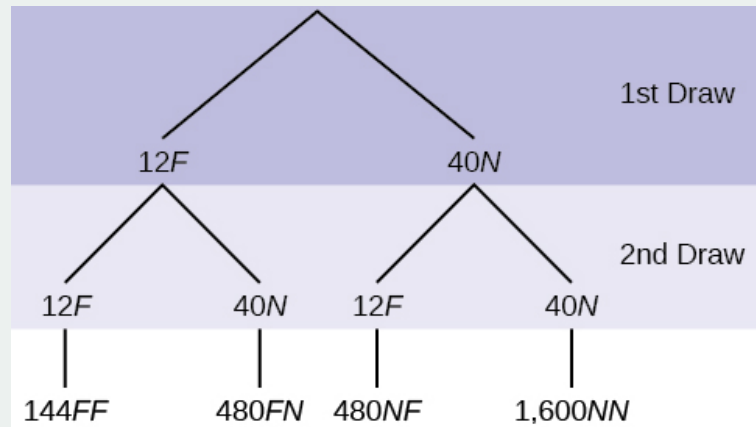 1st Draw
12F
40N
2nd Draw
12F
40N
12F
40N
144FF
480FN
480NF
1,600NN